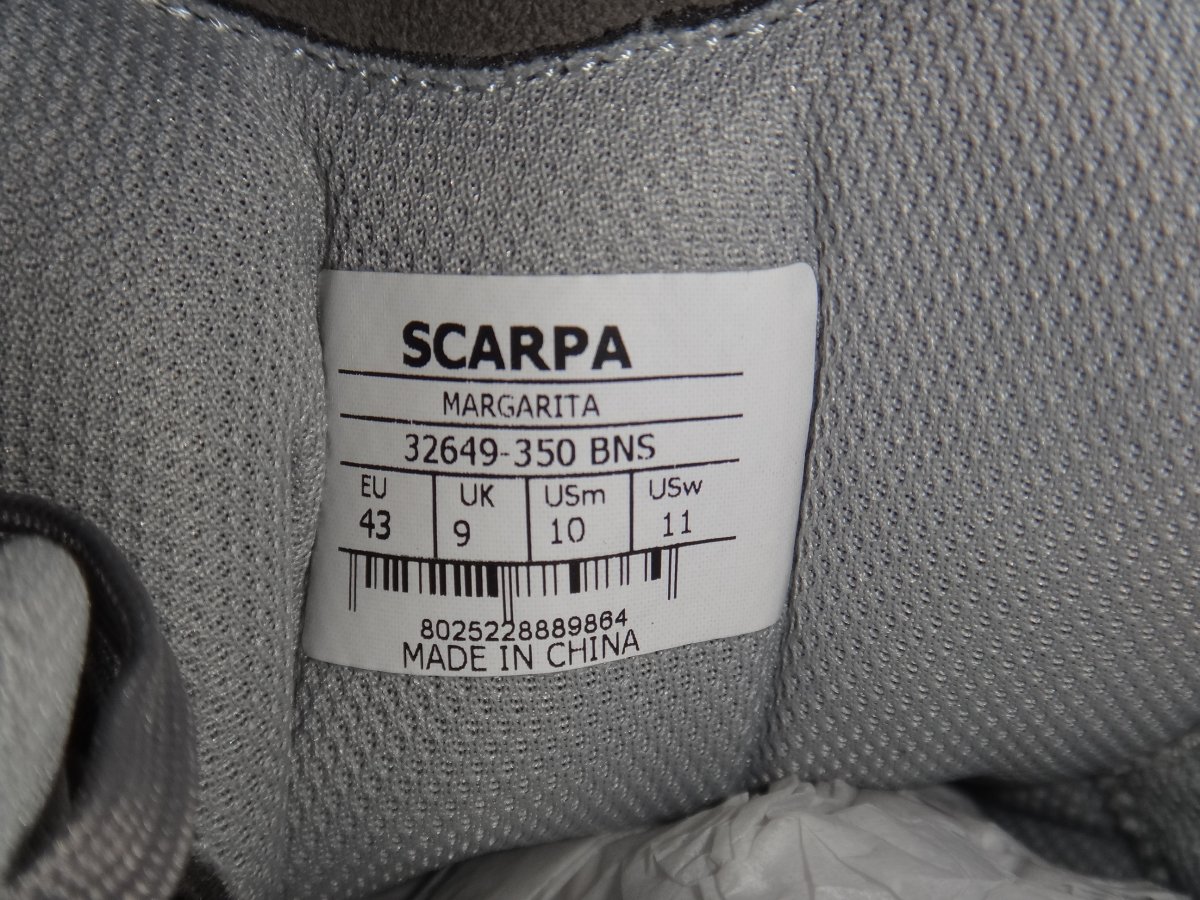 SCARPA
MARGARITA
32649-350 BNS
EU UK USm USw
43 9 10 11
8025228889864
MADE IN CHINA